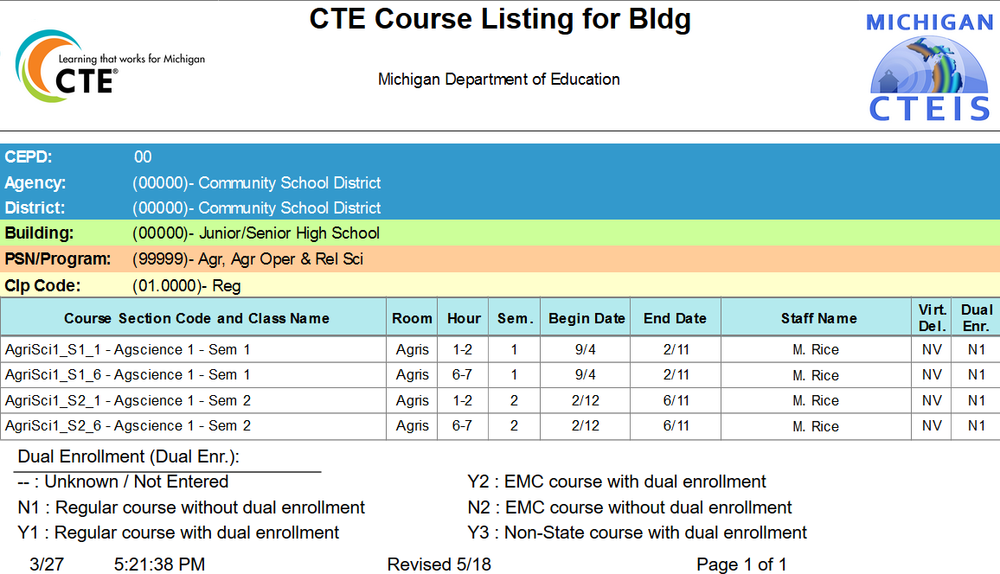 CTE Course Listing for Bldg
Learning that works for Michigan
CTE®
Michigan Department of Education
MICHIGAN
CTEIS
CEPD: 00
Agency: (00000)- Community School District
District: (00000)- Community School District
Building: (00000)- Junior/Senior High School
PSN/Program: (99999)- Agr, Agr Oper & Rel Sci
CIp Code: (01.0000)- Reg
Course Section Code and Class Name Room Hour Sem. Begin Date End Date Staff Name Virt. Del. Dual Enr.
AgriSci1_S1_1 - Agscience 1 - Sem 1 Agris 1-2 1 9/4 2/11 M. Rice NV N1
AgriSci1_S1_6 - Agscience 1 - Sem 1 Agris 6-7 1 9/4 2/11 M. Rice NV N1
AgriSci1_S2_1 - Agscience 1 - Sem 2 Agris 1-2 2 2/12 6/11 M. Rice NV N1
AgriSci1_S2_6 - Agscience 1 - Sem 2 Agris 6-7 2 2/12 6/11 M. Rice NV N1
Dual Enrollment (Dual Enr.):
-- : Unknown / Not Entered Y2 : EMC course with dual enrollment
N1 : Regular course without dual enrollment N2 : EMC course without dual enrollment
Y1 : Regular course with dual enrollment Y3 : Non-State course with dual enrollment
3/27 5:21:38 PM Revised 5/18 Page 1 of 1